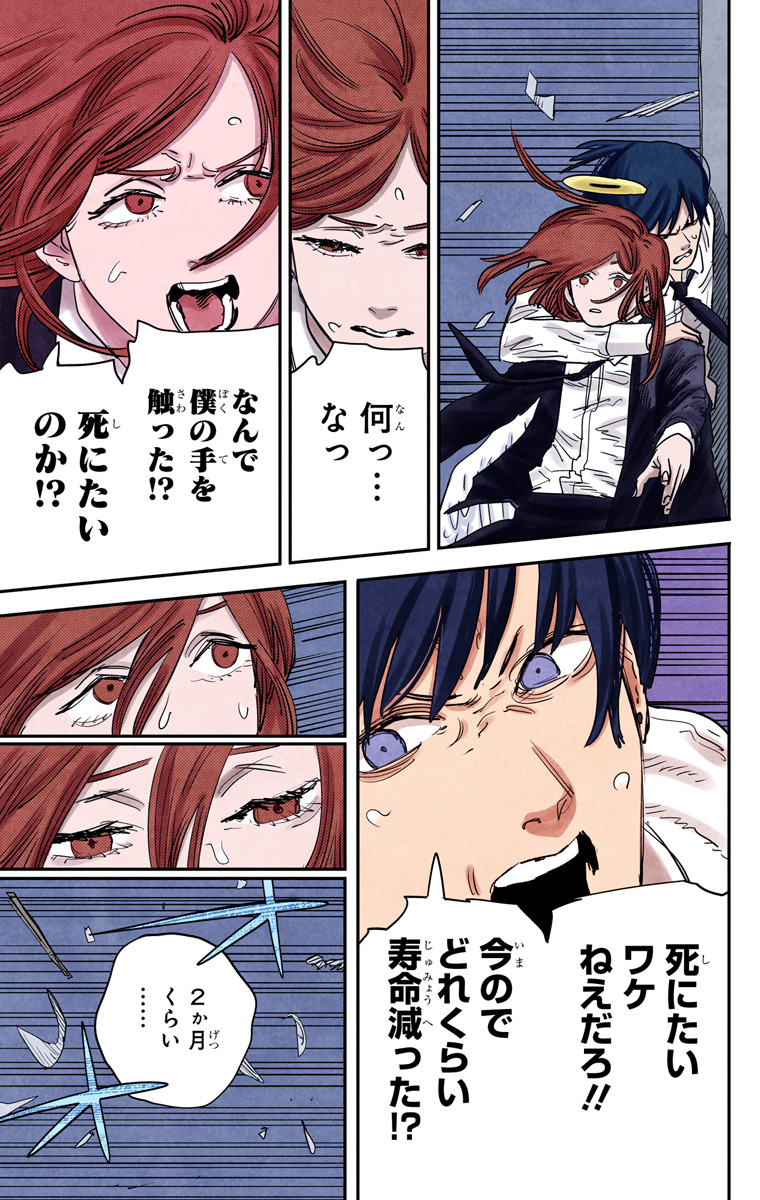 何っ…
なっ
なんで
僕の手を
触った!?
死にたい
のか!?
死にたい
ワケ
ねえだろ!!
今ので
どれくらい
寿命減った!?
2か月
くらい
……